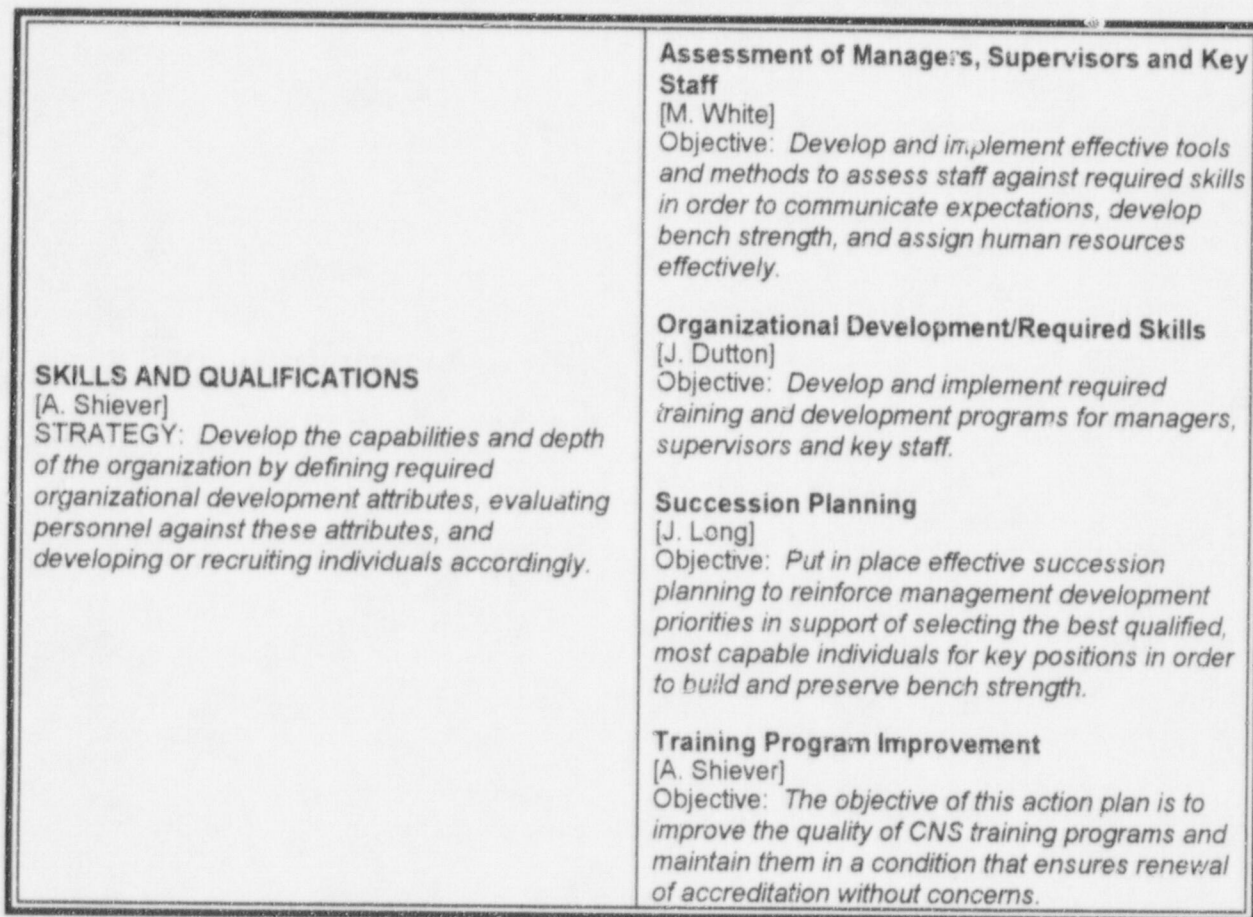 SKILLS AND QUALIFICATIONS
[A. Shiever]
STRATEGY: Develop the capabilities and depth
of the organization by defining required
organizational development attributes, evaluating
personnel against these attributes, and
developing or recruiting individuals accordingly.
Assessment of Managers, Supervisors and Key
Staff
[M. White]
Objective: Develop and implement effective tools
and methods to assess staff against required skills
in order to communicate expectations, develop
bench strength, and assign human resources
effectively.
Organizational Development/Required Skills
[J. Dutton]
Objective: Develop and implement required
training and development programs for managers,
supervisors and key staff.
Succession Planning
[J. Long]
Objective: Put in place effective succession
planning to reinforce management development
priorities in support of selecting the best qualified,
most capable individuals for key positions in order
to build and preserve bench strength.
Training Program Improvement
[A. Shiever]
Objective: The objective of this action plan is to
improve the quality of CNS training programs and
maintain them in a condition that ensures renewal
of accreditation without concerns.